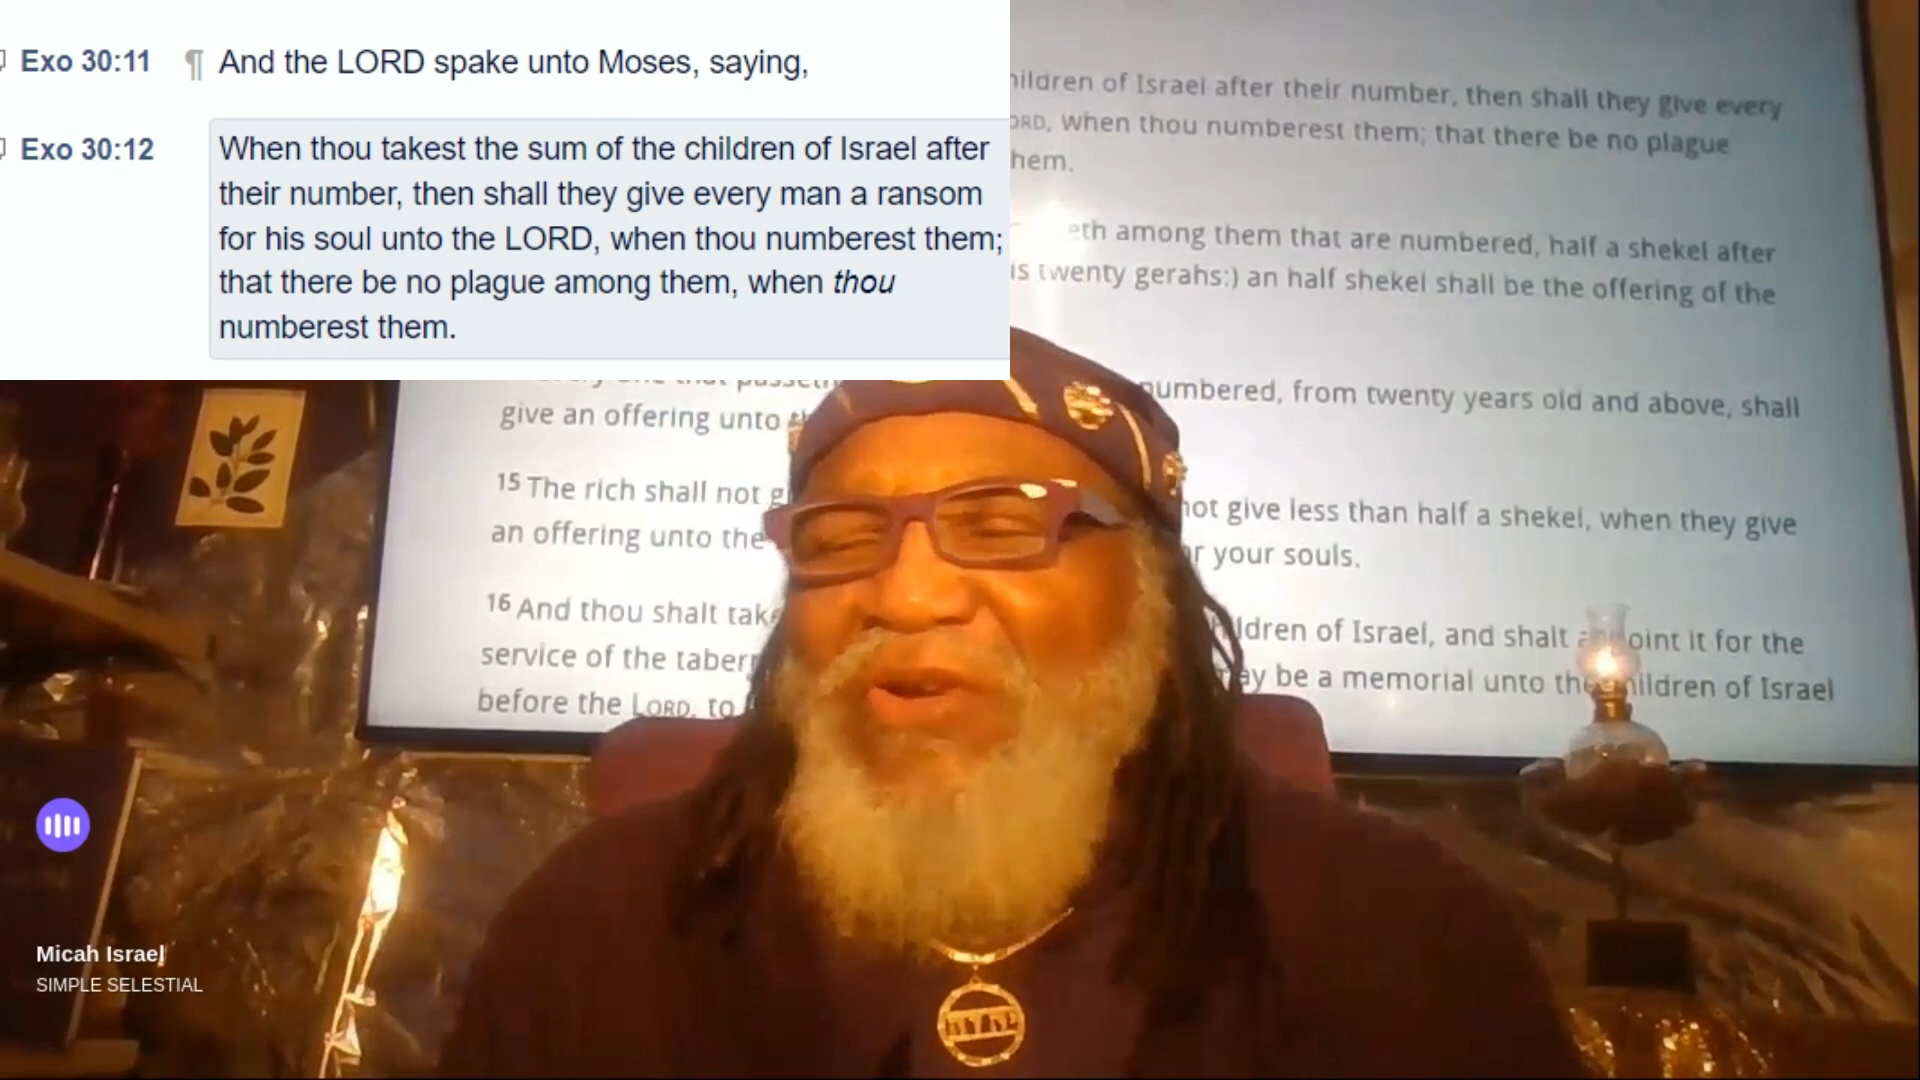 Exo 30:11 ¶ And the LORD spake unto Moses, saying,
Exo 30:12 When thou takest the sum of the children of Israel after
their number, then shall they give every man a ransom
for his soul unto the LORD, when thou numberest them;
that there be no plague among them, when thou
numberest them.
children of Israel after their number, then shall they give every
LORD, when thou numberest them; that there be no plague
them.
eth among them that are numbered, half a shekel after
is twenty gerahs:) an half shekel shall be the offering of the
numbered, from twenty years old and above, shall
give an offering unto
15 The rich shall not g not give less than half a shekel, when they give
an offering unto the r your souls.
16 And thou shalt take ildren of Israel, and shalt appoint it for the
service of the taber may be a memorial unto the children of Israel
before the LORD, to
Micah Israel
SIMPLE SELESTIAL